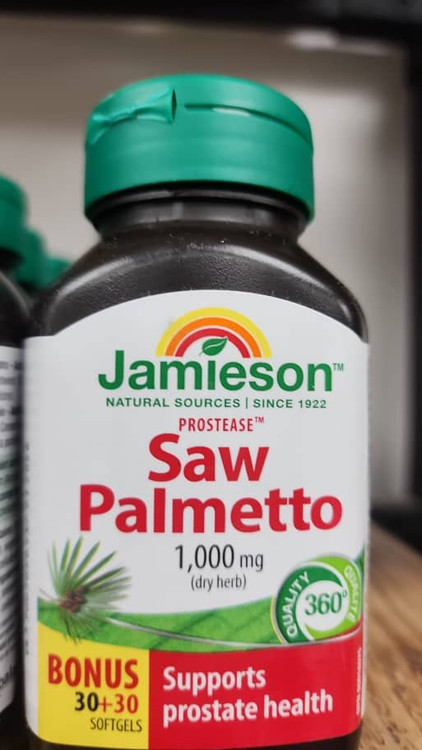 Jamieson™
NATURAL SOURCES | SINCE 1922
PROSTEASE™
Saw
Palmetto
1,000 mg
(dry herb)
QUALITY
360°
QUALITY
BONUS
30+30
SOFTGELS
Supports
prostate health